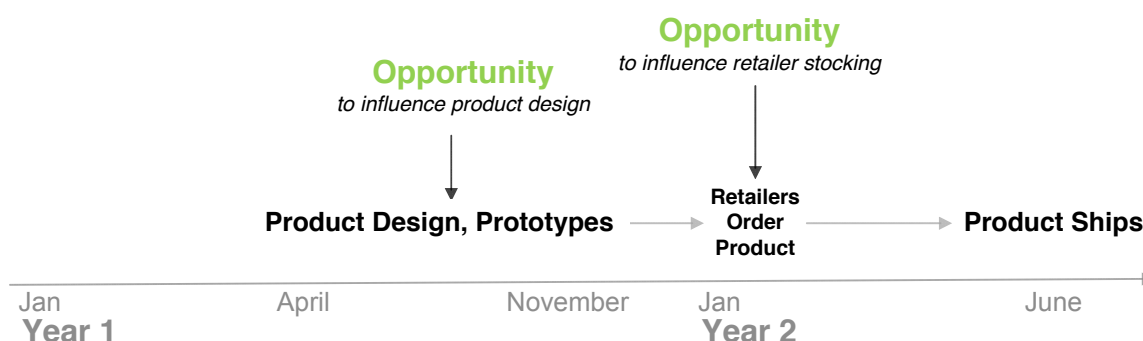 Opportunity
to influence retailer stocking
Opportunity
to influence product design
Product Design, Prototypes
Retailers
Order
Product
Product Ships
Jan
April
November
Jan
June
Year 1
Year 2